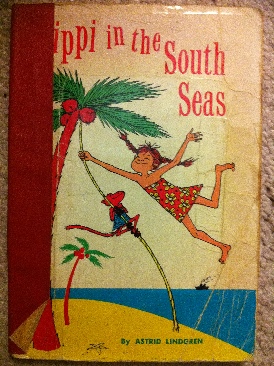 ippi in the
South
Seas
By ASTRID LINDGREN